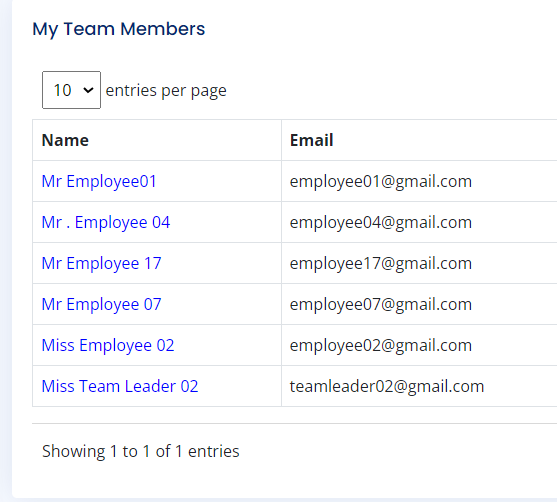 My Team Members
10 entries per page
Name Email
Mr Employee01 employee01@gmail.com
Mr . Employee 04 employee04@gmail.com
Mr Employee 17 employee17@gmail.com
Mr Employee 07 employee07@gmail.com
Miss Employee 02 employee02@gmail.com
Miss Team Leader 02 teamleader02@gmail.com
Showing 1 to 1 of 1 entries